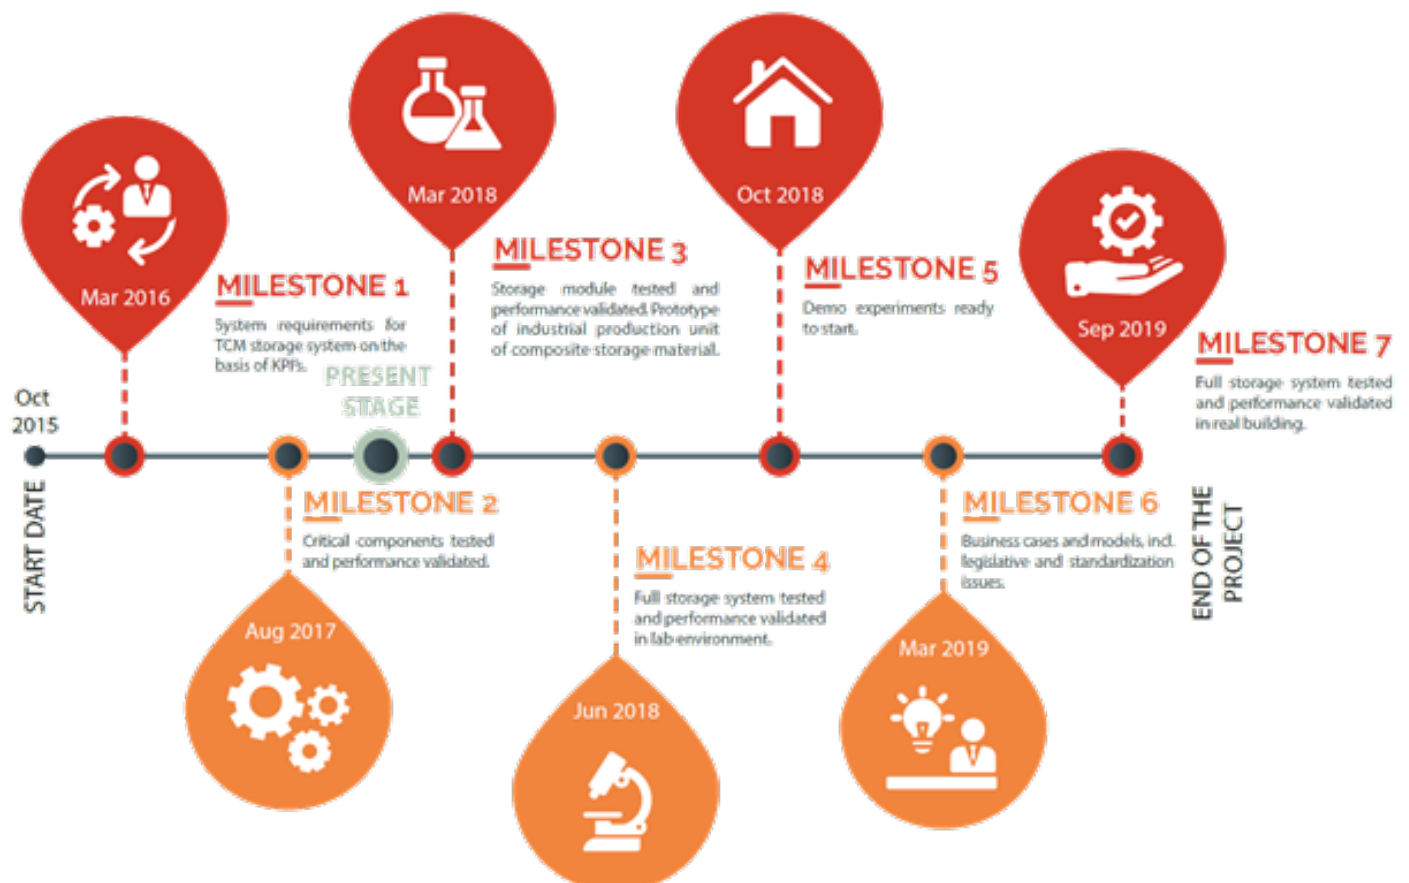 Mar 2018
Oct 2018
Mar 2016
Sep 2019
MILESTONE 1
System requirements for
TCM storage system on the
basis of KPI's.
MILESTONE 3
Storage module tested and
performance validated. Prototype
of industrial production unit
of composite storage material.
MILESTONE 5
Demo experiments ready
to start.
MILESTONE 7
Full storage system tested
and performance validated
in real building.
PRESENT
STAGE
Oct
2015
START DATE
MILESTONE 2
Critical components tested
and performance validated.
Aug 2017
MILESTONE 4
Full storage system tested
and performance validated
in lab environment.
Jun 2018
MILESTONE 6
Business cases and models, incl.
legislative and standardization
issues.
Mar 2019
END OF THE
PROJECT